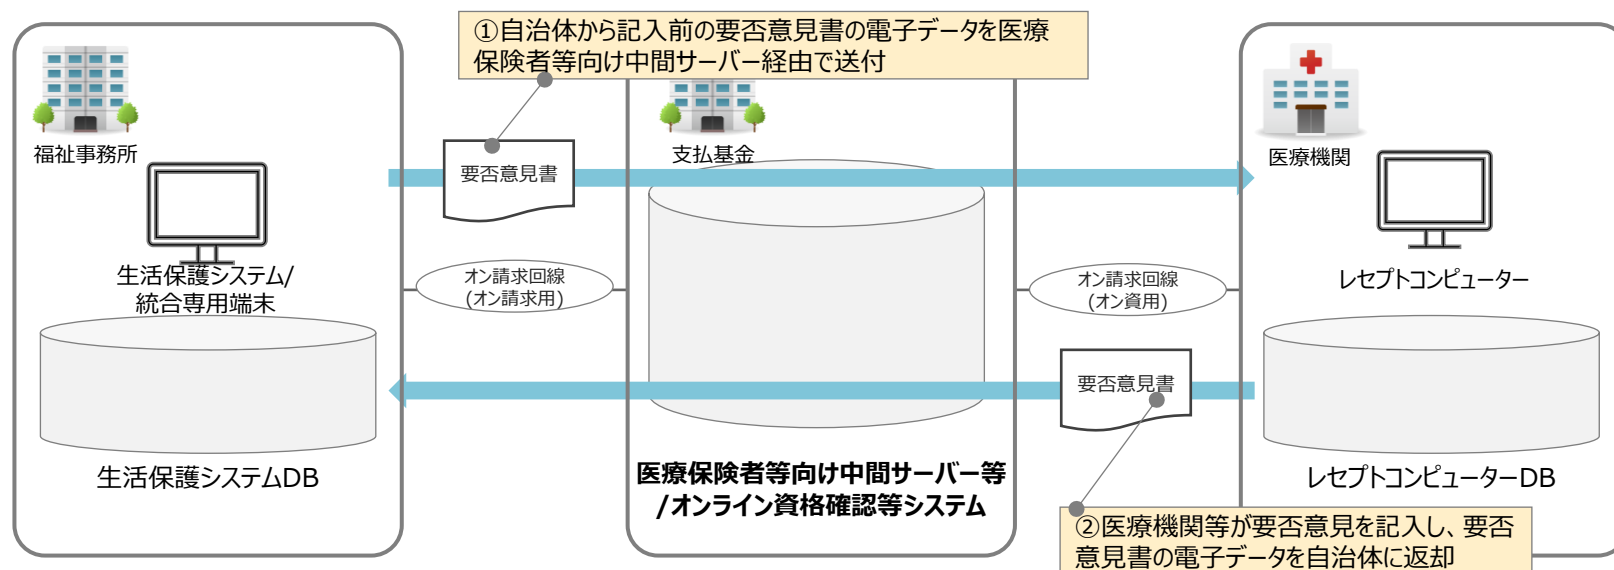 ①自治体から記入前の要否意見書の電子データを医療
保険者等向け中間サーバー経由で送付
福祉事務所
要否意見書
支払基金
医療機関
生活保護システム/
統合専用端末
オン請求回線
(オン請求用)
オン請求回線
(オン資用)
レセプトコンピューター
要否意見書
生活保護システムDB
医療保険者等向け中間サーバー等
/オンライン資格確認等システム
レセプトコンピューターDB
②医療機関等が要否意見を記入し、要否
意見書の電子データを自治体に返却